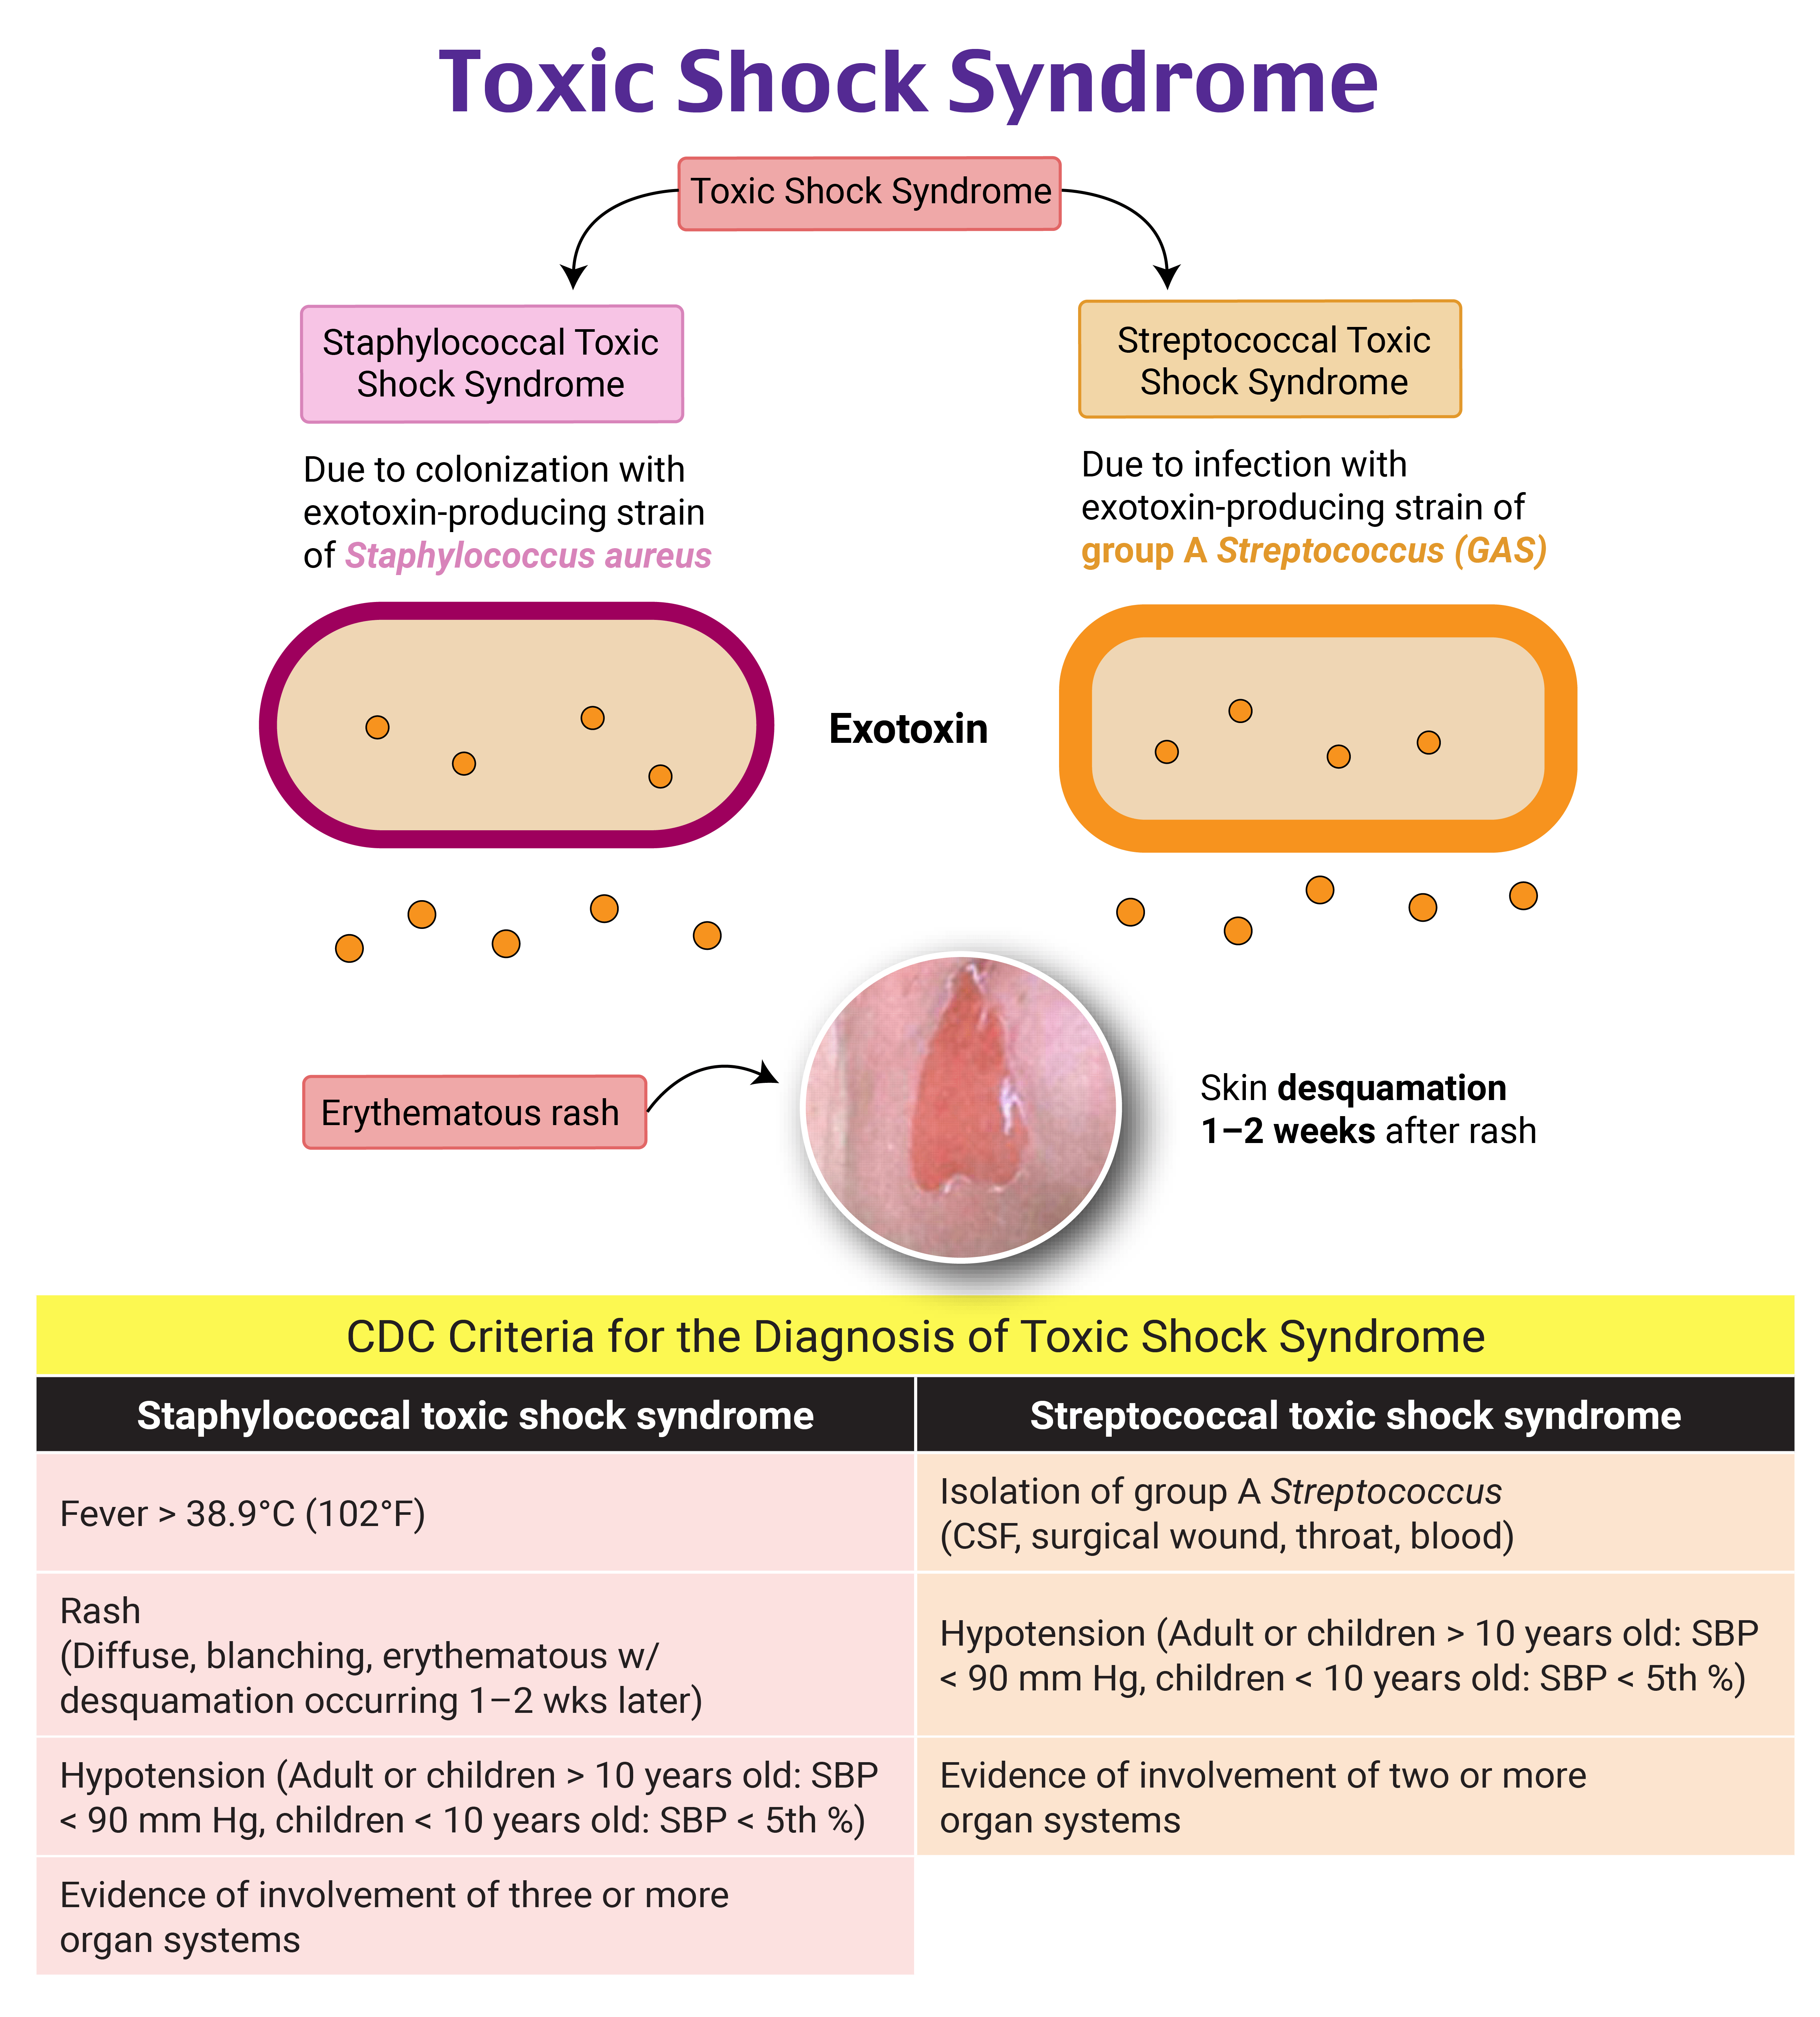 Toxic Shock Syndrome
Toxic Shock Syndrome
Staphylococcal Toxic
Shock Syndrome
Due to colonization with
exotoxin-producing strain
of Staphylococcus aureus
Streptococcal Toxic
Shock Syndrome
Due to infection with
exotoxin-producing strain of
group A Streptococcus (GAS)
Exotoxin
Erythematous rash
Skin desquamation
1–2 weeks after rash
CDC Criteria for the Diagnosis of Toxic Shock Syndrome
Staphylococcal toxic shock syndrome
Streptococcal toxic shock syndrome
Fever > 38.9°C (102°F)
Isolation of group A Streptococcus
(CSF, surgical wound, throat, blood)
Rash
(Diffuse, blanching, erythematous w/
desquamation occurring 1–2 wks later)
Hypotension (Adult or children > 10 years old: SBP
< 90 mm Hg, children < 10 years old: SBP < 5th %)
Hypotension (Adult or children > 10 years old: SBP
< 90 mm Hg, children < 10 years old: SBP < 5th %)
Evidence of involvement of two or more
organ systems
Evidence of involvement of three or more
organ systems